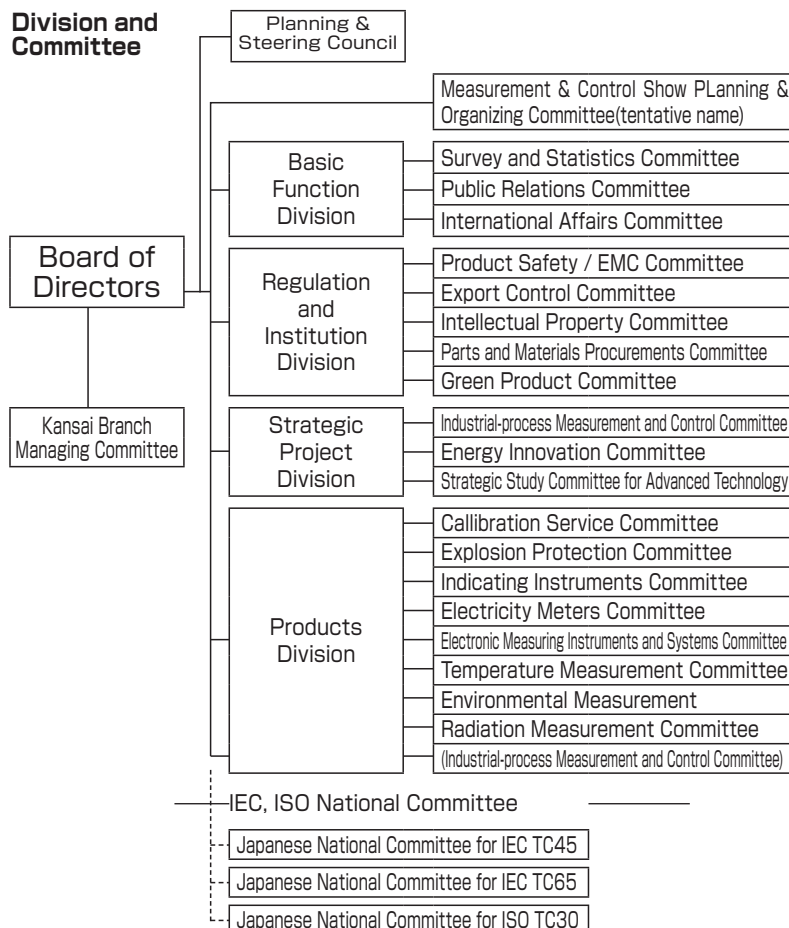 Division and
Committee
Planning &
Steering Council
Measurement & Control Show PLanning &
Organizing Committee(tentative name)
Basic
Function
Division
Survey and Statistics Committee
Public Relations Committee
International Affairs Committee
Board of
Directors
Regulation
and
Institution
Division
Product Safety / EMC Committee
Export Control Committee
Intellectual Property Committee
Parts and Materials Procurements Committee
Green Product Committee
Kansai Branch
Managing Committee
Strategic
Project
Division
Industrial-process Measurement and Control Committee
Energy Innovation Committee
Strategic Study Committee for Advanced Technology
Products
Division
Callibration Service Committee
Explosion Protection Committee
Indicating Instruments Committee
Electricity Meters Committee
Electronic Measuring Instruments and Systems Committee
Temperature Measurement Committee
Environmental Measurement
Radiation Measurement Committee
(Industrial-process Measurement and Control Committee)
IEC, ISO National Committee
Japanese National Committee for IEC TC45
Japanese National Committee for IEC TC65
Japanese National Committee for ISO TC30